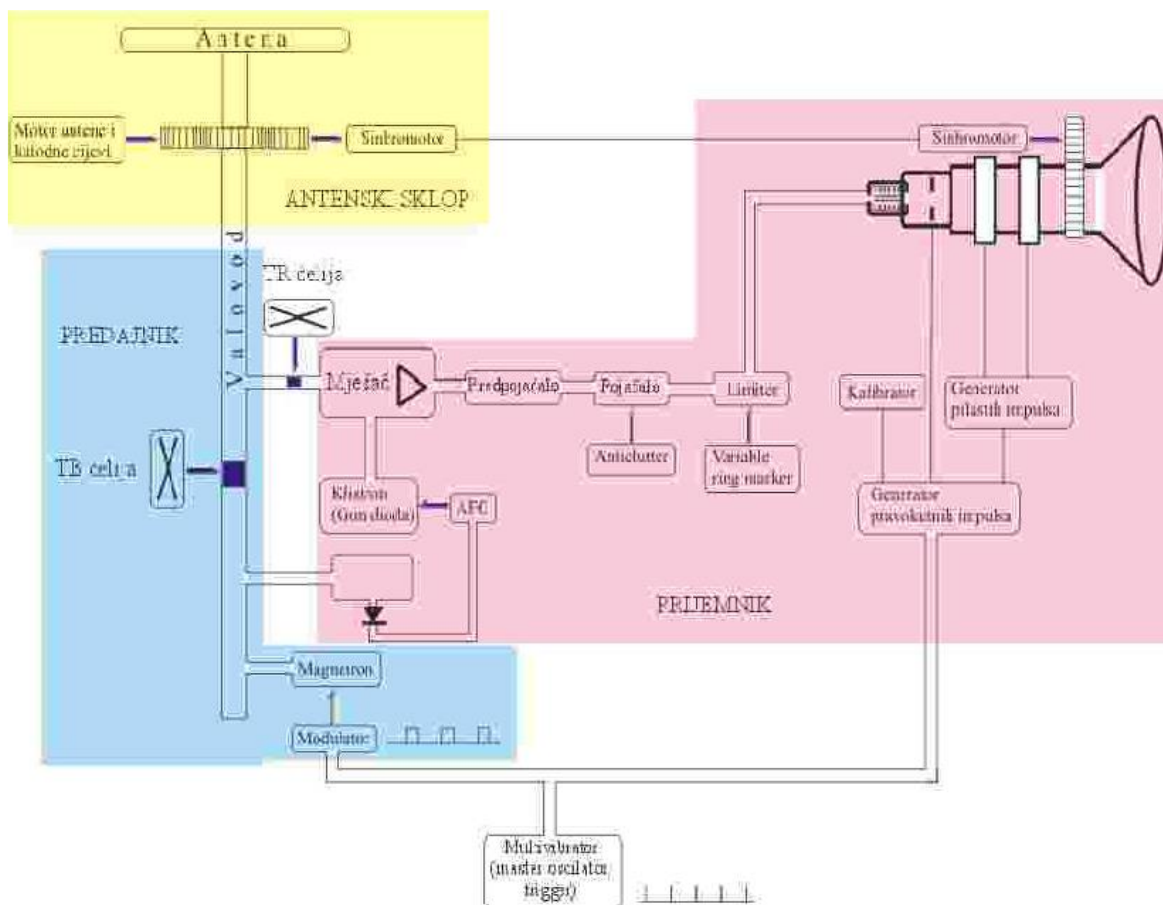 Antena
Motor antene i
katodne cijevi
Sinhromotor
Sinhromotor
ANTENSKI SKLOP
Valovod
TR ćelija
PREDAJNIK
Mješač
Predpojačalo
Pojačalo
Limiter
Kalibrator
Generator
pilastih impulsa
TB ćelija
Anticlutter
Variable
ring marker
Klistron
(Gun dioda)
AFC
Generator
pravokutnik impulsa
PRIJEMNIK
Magnetron
Modulator
Multivibrator
(master oscilator,
trigger)